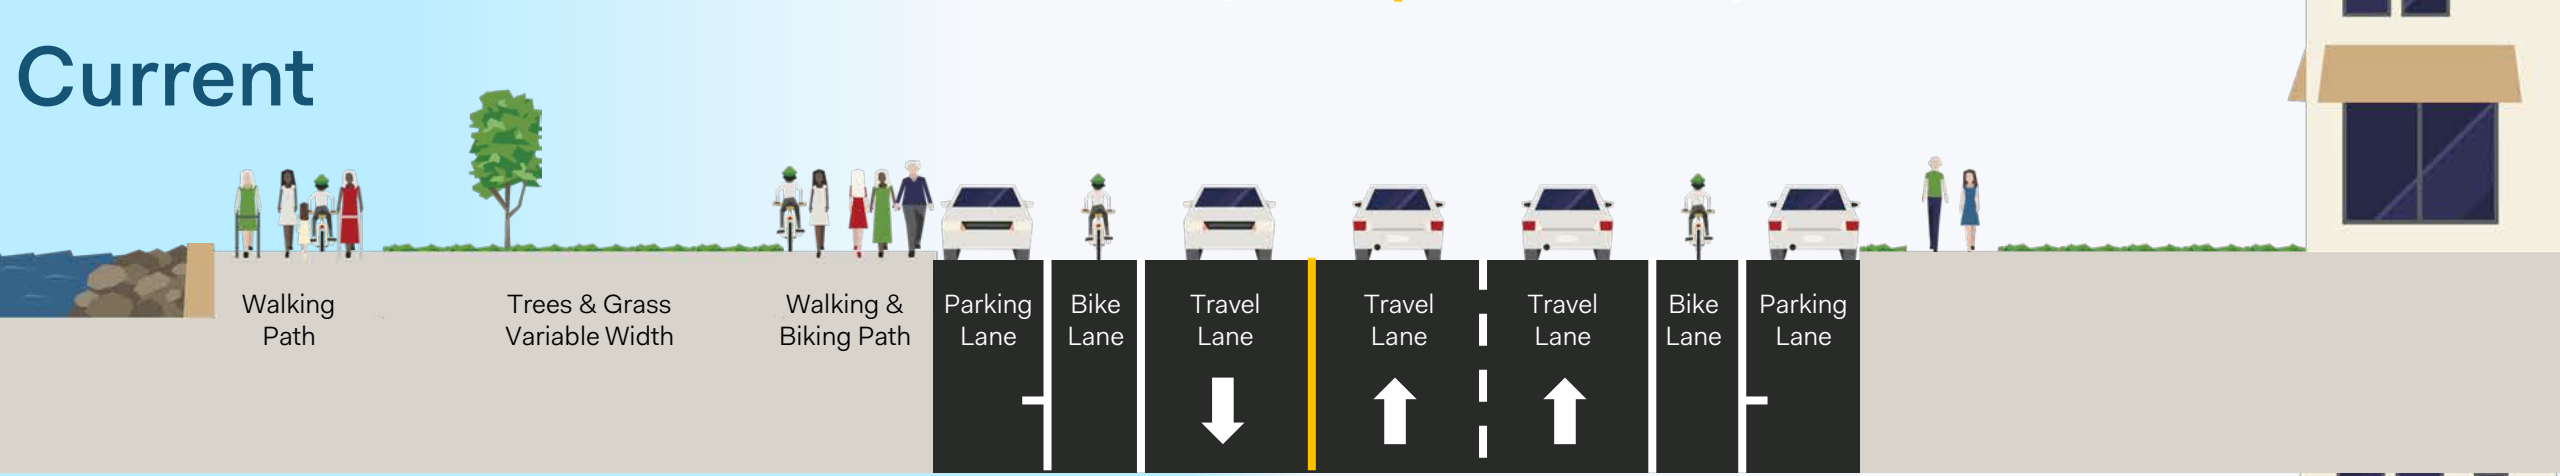 Current
Walking
Path
Trees & Grass
Variable Width
Walking &
Biking Path
Parking
Lane
Bike
Lane
Travel
Lane
Travel
Lane
Travel
Lane
Bike
Lane
Parking
Lane